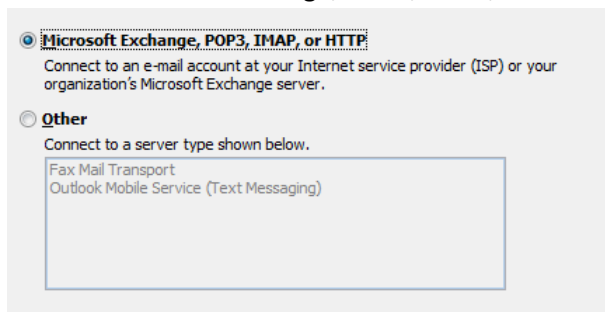 Microsoft Exchange, POP3, IMAP, or HTTP
Connect to an e-mail account at your Internet service provider (ISP) or your
organization's Microsoft Exchange server.
Other
Connect to a server type shown below.
Fax Mail Transport
Outlook Mobile Service (Text Messaging)